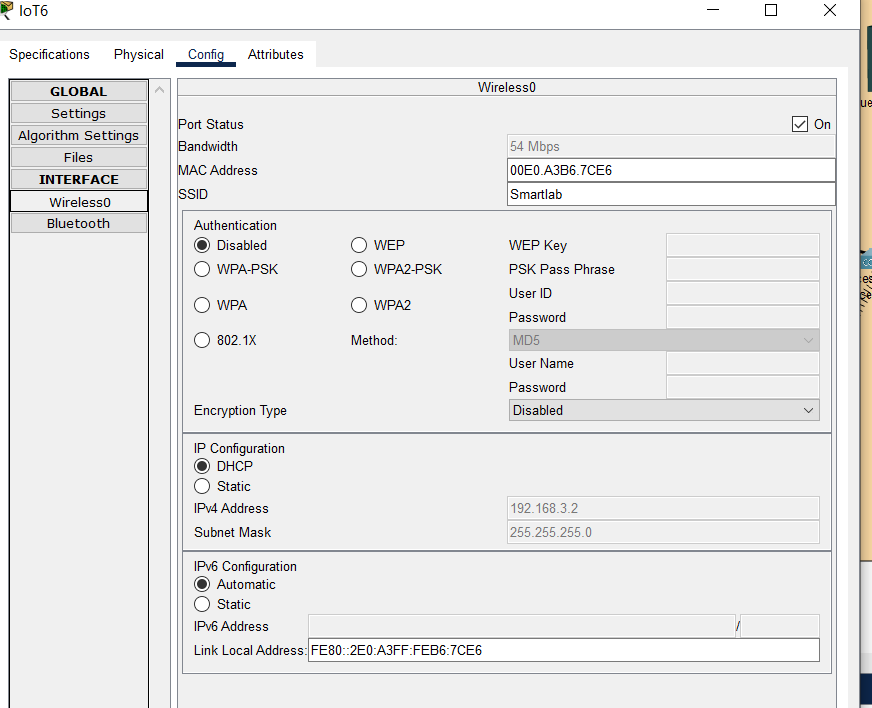 IoT6
Specifications Physical Config Attributes
GLOBAL
Settings
Algorithm Settings
Files
INTERFACE
Wireless0
Bluetooth
Wireless0
Port Status On
Bandwidth 54 Mbps
MAC Address 00E0.A3B6.7CE6
SSID Smartlab
Authentication
Disabled WEP WEP Key
WPA-PSK WPA2-PSK PSK Pass Phrase
User ID
WPA WPA2 Password
802.1X Method: MD5
User Name
Password
Encryption Type Disabled
IP Configuration
DHCP
Static
IPv4 Address 192.168.3.2
Subnet Mask 255.255.255.0
IPv6 Configuration
Automatic
Static
IPv6 Address /
Link Local Address: FE80::2E0:A3FF:FEB6:7CE6